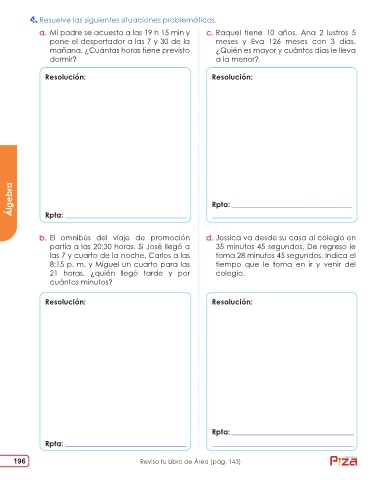 4. Resuelve las siguientes situaciones problemáticas.
a. Mi padre se acuesta a las 19 h 15 min y
pone el despertador a las 7 y 30 de la
mañana. ¿Cuántas horas tiene previsto
dormir?
Resolución:
Rpta:
b. El omnibús del viaje de promoción
partía a las 20:30 horas. Si José llegó a
las 7 y cuarto de la noche, Carlos a las
8:15 p. m. y Miguel un cuarto para las
21 horas, ¿quién llegó tarde y por
cuántos minutos?
Resolución:
Rpta:
c. Raquel tiene 10 años, Ana 2 lustros 5
meses y Eva 126 meses con 3 días.
¿Quién es mayor y cuántos días le lleva
a la menor?
Resolución:
Rpta:
d. Jessica va desde su casa al colegio en
35 minutos 45 segundos. De regreso le
toma 28 minutos 45 segundos. Indica el
tiempo que le toma en ir y venir del
colegio.
Resolución:
Rpta:
Álgebra
196
Revisa tu Libro de Área (pág. 143)